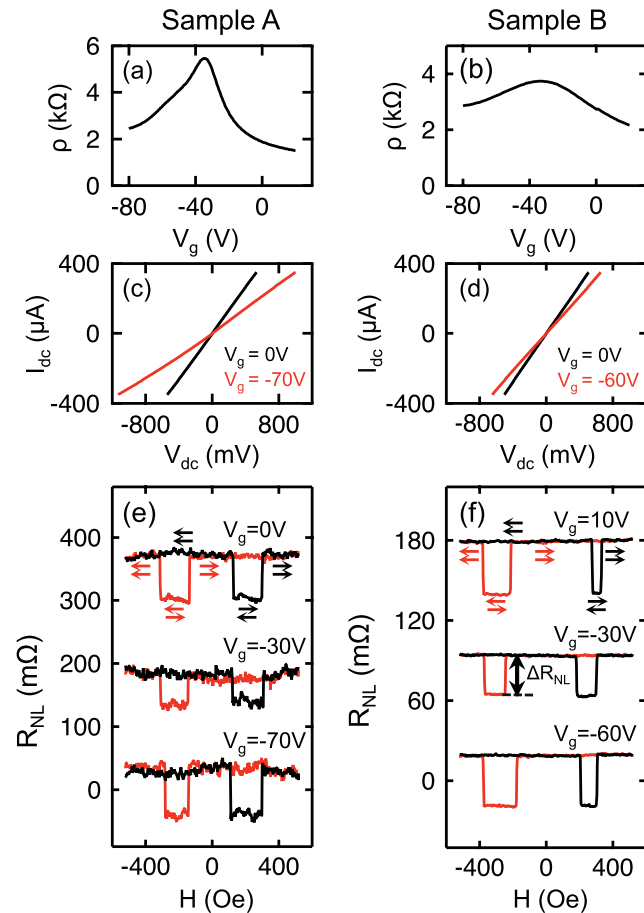 Sample A
Sample B
(a)
ρ (kΩ)
6
4
2
0
-80
-40
0
V_g (V)
(b)
ρ (kΩ)
4
2
0
-80
-40
0
V_g (V)
(c)
I_dc (μA)
400
0
-400
-800
0
800
V_dc (mV)
V_g = 0V
V_g = -70V
(d)
I_dc (μA)
400
0
-400
-800
0
800
V_dc (mV)
V_g = 0V
V_g = -60V
(e)
R_NL (mΩ)
400
300
200
100
0
V_g=0V
V_g=-30V
V_g=-70V
-400
0
400
H (Oe)
(f)
R_NL (mΩ)
180
120
60
0
V_g=10V
V_g=-30V
ΔR_NL
V_g=-60V
-400
0
400
H (Oe)